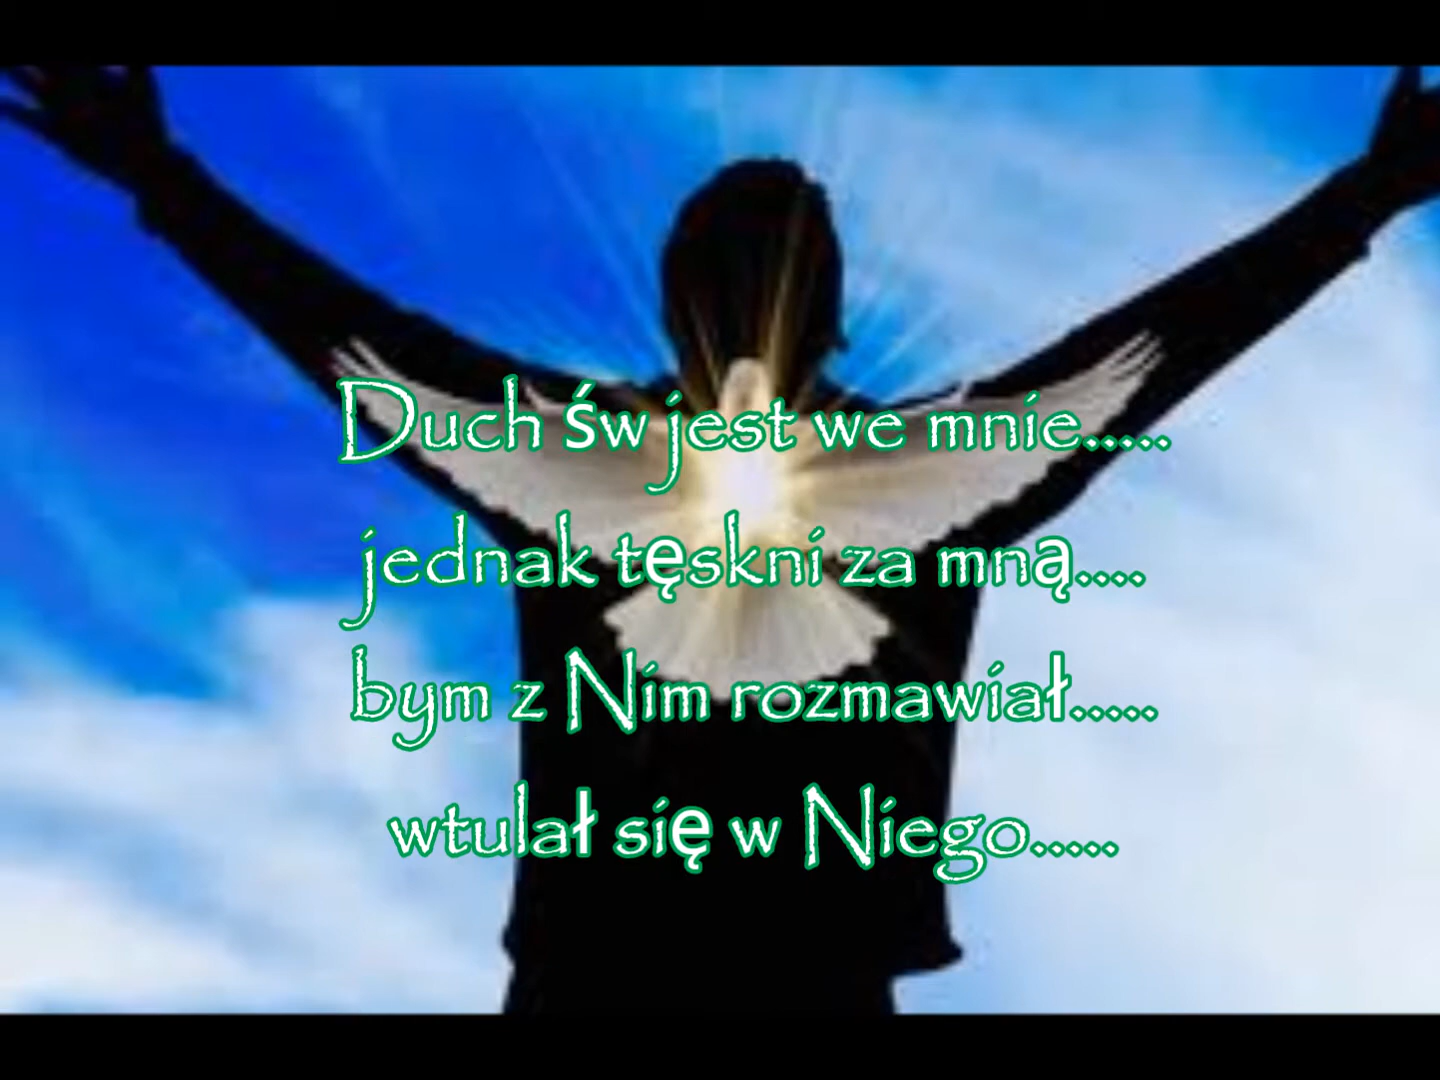 Duch św jest we mnie.....
jednak tęskni za mną....
bym z Nim rozmawiał.....
wtulał się w Niego.....